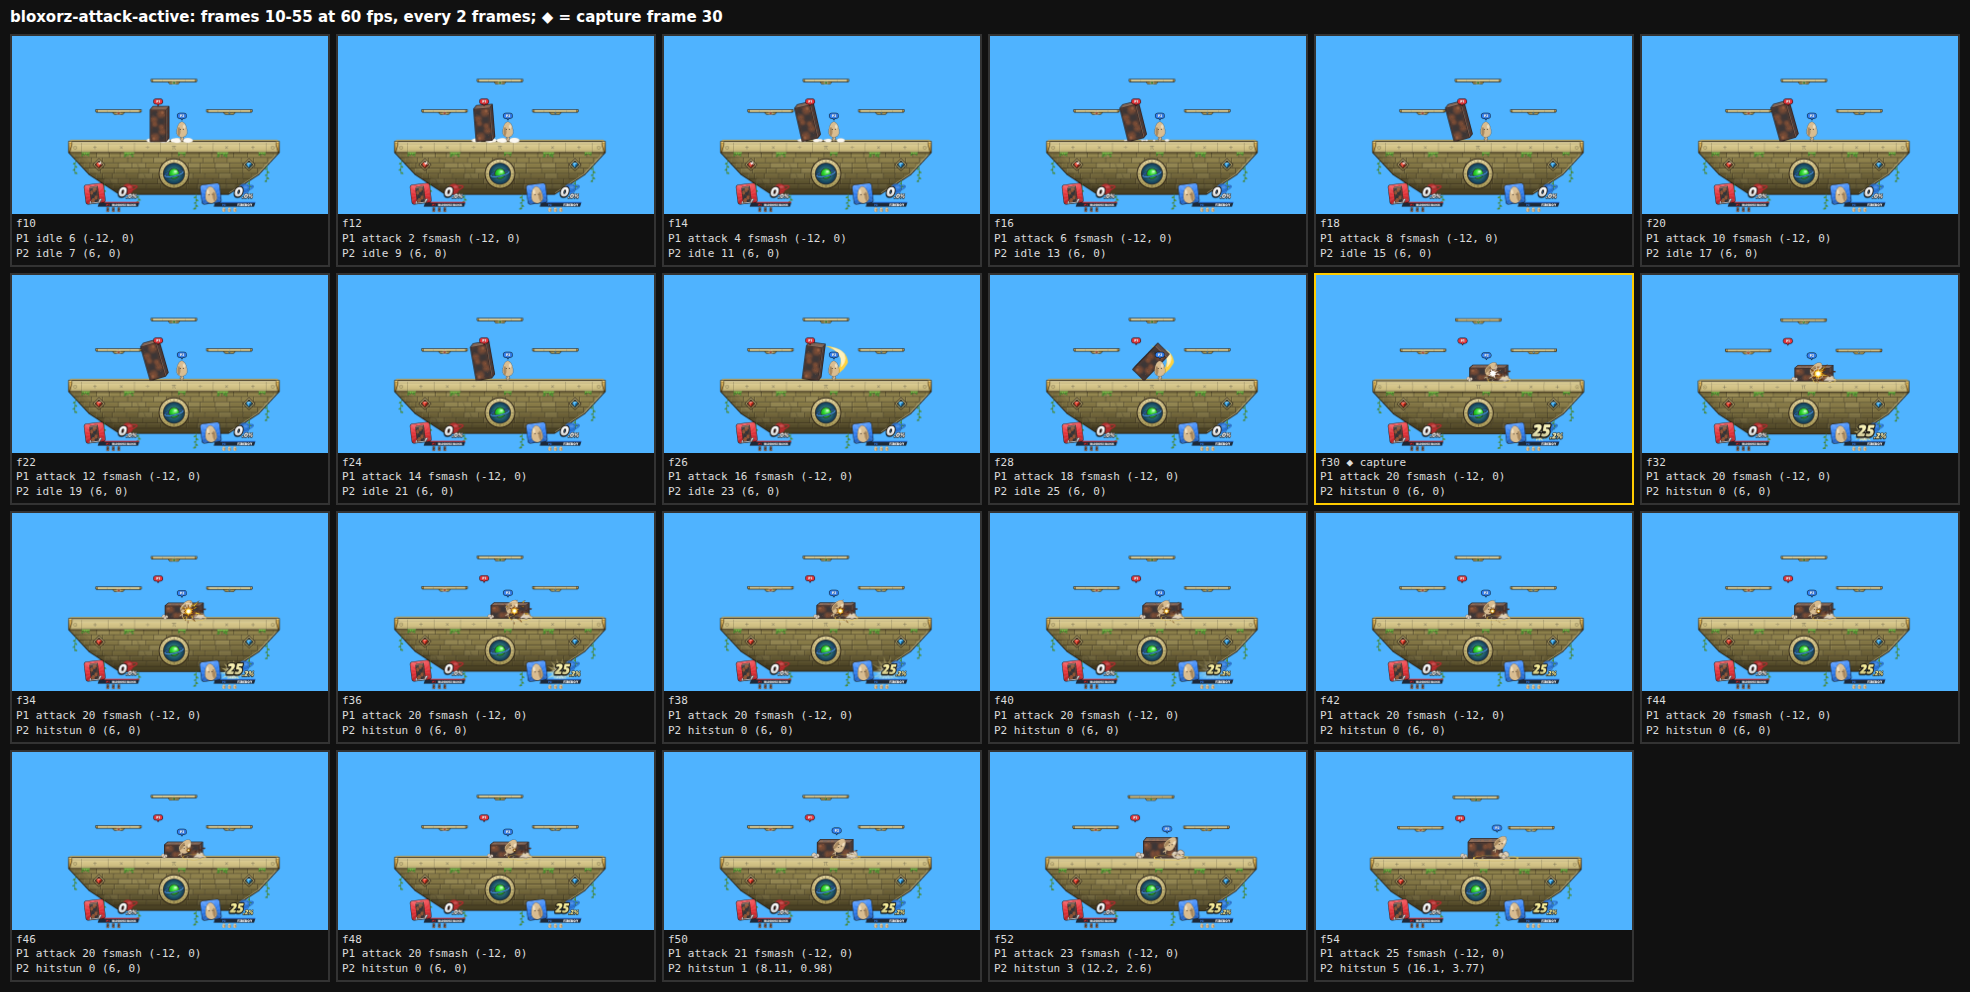 bloxorz-attack-active: frames 10-55 at 60 fps, every 2 frames; ◆ = capture frame 30
f10
P1 idle 6 (-12, 0)
P2 idle 7 (6, 0)
f12
P1 attack 2 fsmash (-12, 0)
P2 idle 9 (6, 0)
f14
P1 attack 4 fsmash (-12, 0)
P2 idle 11 (6, 0)
f16
P1 attack 6 fsmash (-12, 0)
P2 idle 13 (6, 0)
f18
P1 attack 8 fsmash (-12, 0)
P2 idle 15 (6, 0)
f20
P1 attack 10 fsmash (-12, 0)
P2 idle 17 (6, 0)
f22
P1 attack 12 fsmash (-12, 0)
P2 idle 19 (6, 0)
f24
P1 attack 14 fsmash (-12, 0)
P2 idle 21 (6, 0)
f26
P1 attack 16 fsmash (-12, 0)
P2 idle 23 (6, 0)
f28
P1 attack 18 fsmash (-12, 0)
P2 idle 25 (6, 0)
f30 ◆ capture
P1 attack 20 fsmash (-12, 0)
P2 hitstun 0 (6, 0)
f32
P1 attack 20 fsmash (-12, 0)
P2 hitstun 0 (6, 0)
f34
P1 attack 20 fsmash (-12, 0)
P2 hitstun 0 (6, 0)
f36
P1 attack 20 fsmash (-12, 0)
P2 hitstun 0 (6, 0)
f38
P1 attack 20 fsmash (-12, 0)
P2 hitstun 0 (6, 0)
f40
P1 attack 20 fsmash (-12, 0)
P2 hitstun 0 (6, 0)
f42
P1 attack 20 fsmash (-12, 0)
P2 hitstun 0 (6, 0)
f44
P1 attack 20 fsmash (-12, 0)
P2 hitstun 0 (6, 0)
f46
P1 attack 20 fsmash (-12, 0)
P2 hitstun 0 (6, 0)
f48
P1 attack 20 fsmash (-12, 0)
P2 hitstun 0 (6, 0)
f50
P1 attack 21 fsmash (-12, 0)
P2 hitstun 1 (8.11, 0.98)
f52
P1 attack 23 fsmash (-12, 0)
P2 hitstun 3 (12.2, 2.6)
f54
P1 attack 25 fsmash (-12, 0)
P2 hitstun 5 (16.1, 3.77)